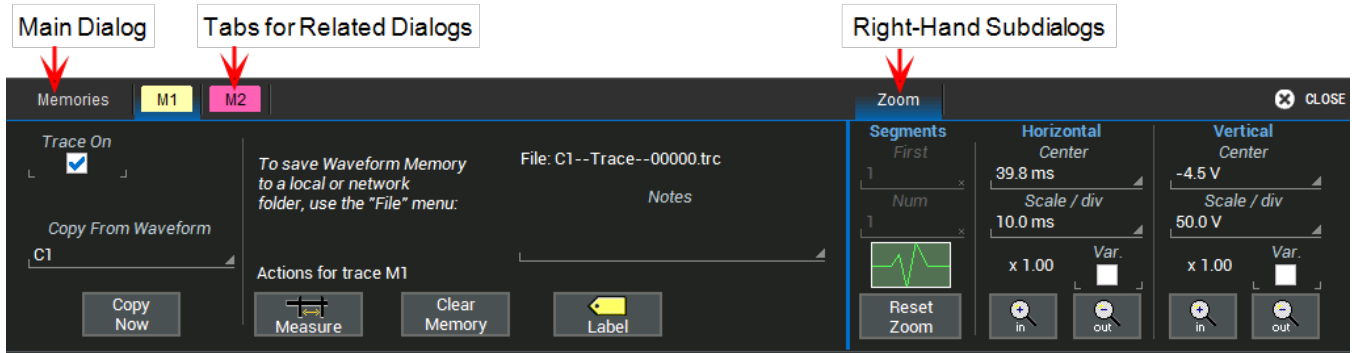 Main Dialog
Tabs for Related Dialogs
Right-Hand Subdialogs
Memories
M1
M2
Zoom
CLOSE
Trace On
Copy From Waveform
C1
Copy
Now
To save Waveform Memory
to a local or network
folder, use the "File" menu:
Actions for trace M1
Measure
Clear
Memory
File: C1--Trace--00000.trc
Notes
Label
Segments
First
1
Num
1
Reset
Zoom
Horizontal
Center
39.8 ms
Scale / div
10.0 ms
x 1.00
Var.
in
out
Vertical
Center
-4.5 V
Scale / div
50.0 V
x 1.00
Var.
in
out